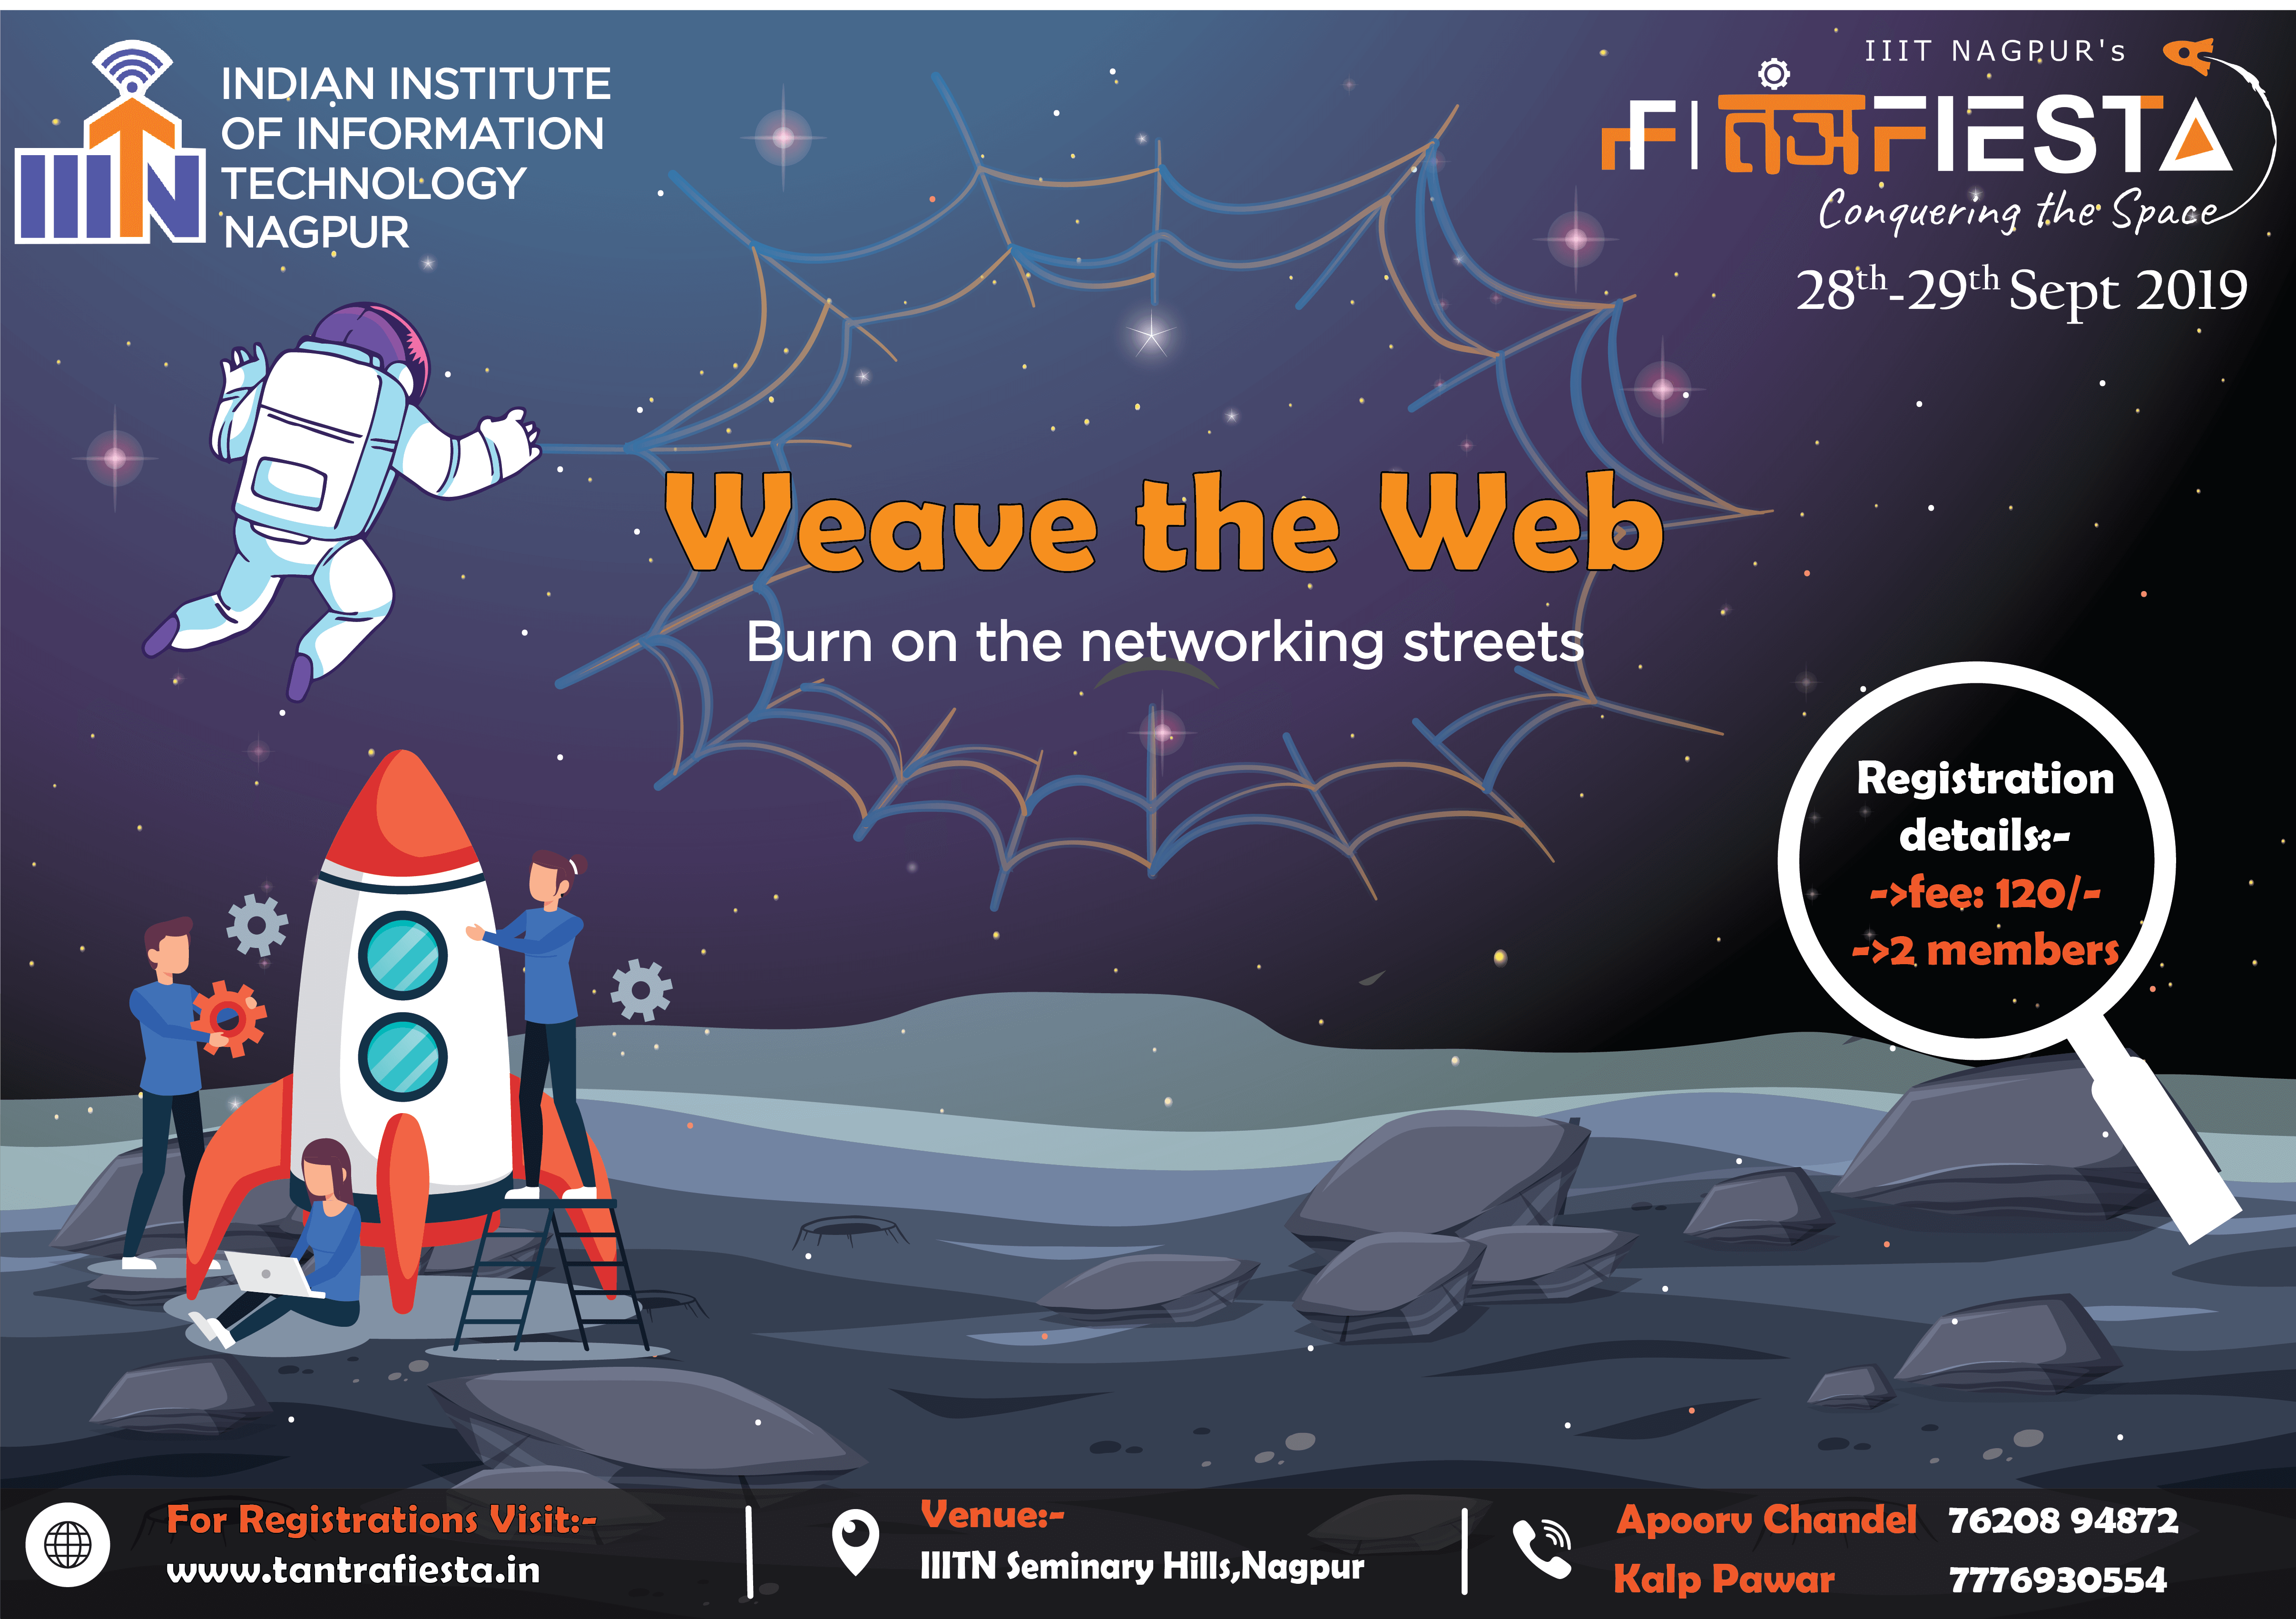 IIIN
INDIAN INSTITUTE
OF INFORMATION
TECHNOLOGY
NAGPUR
IIIT NAGPUR's
तंत्रFIESTA
Conquering the Space
28th-29th Sept 2019
Weave the Web
Burn on the networking streets
Registration
details:-
->fee: 120/-
->2 members
For Registrations Visit:-
www.tantrafiesta.in
Venue:-
IIITN Seminary Hills,Nagpur
Apoorv Chandel 76208 94872
Kalp Pawar 7776930554